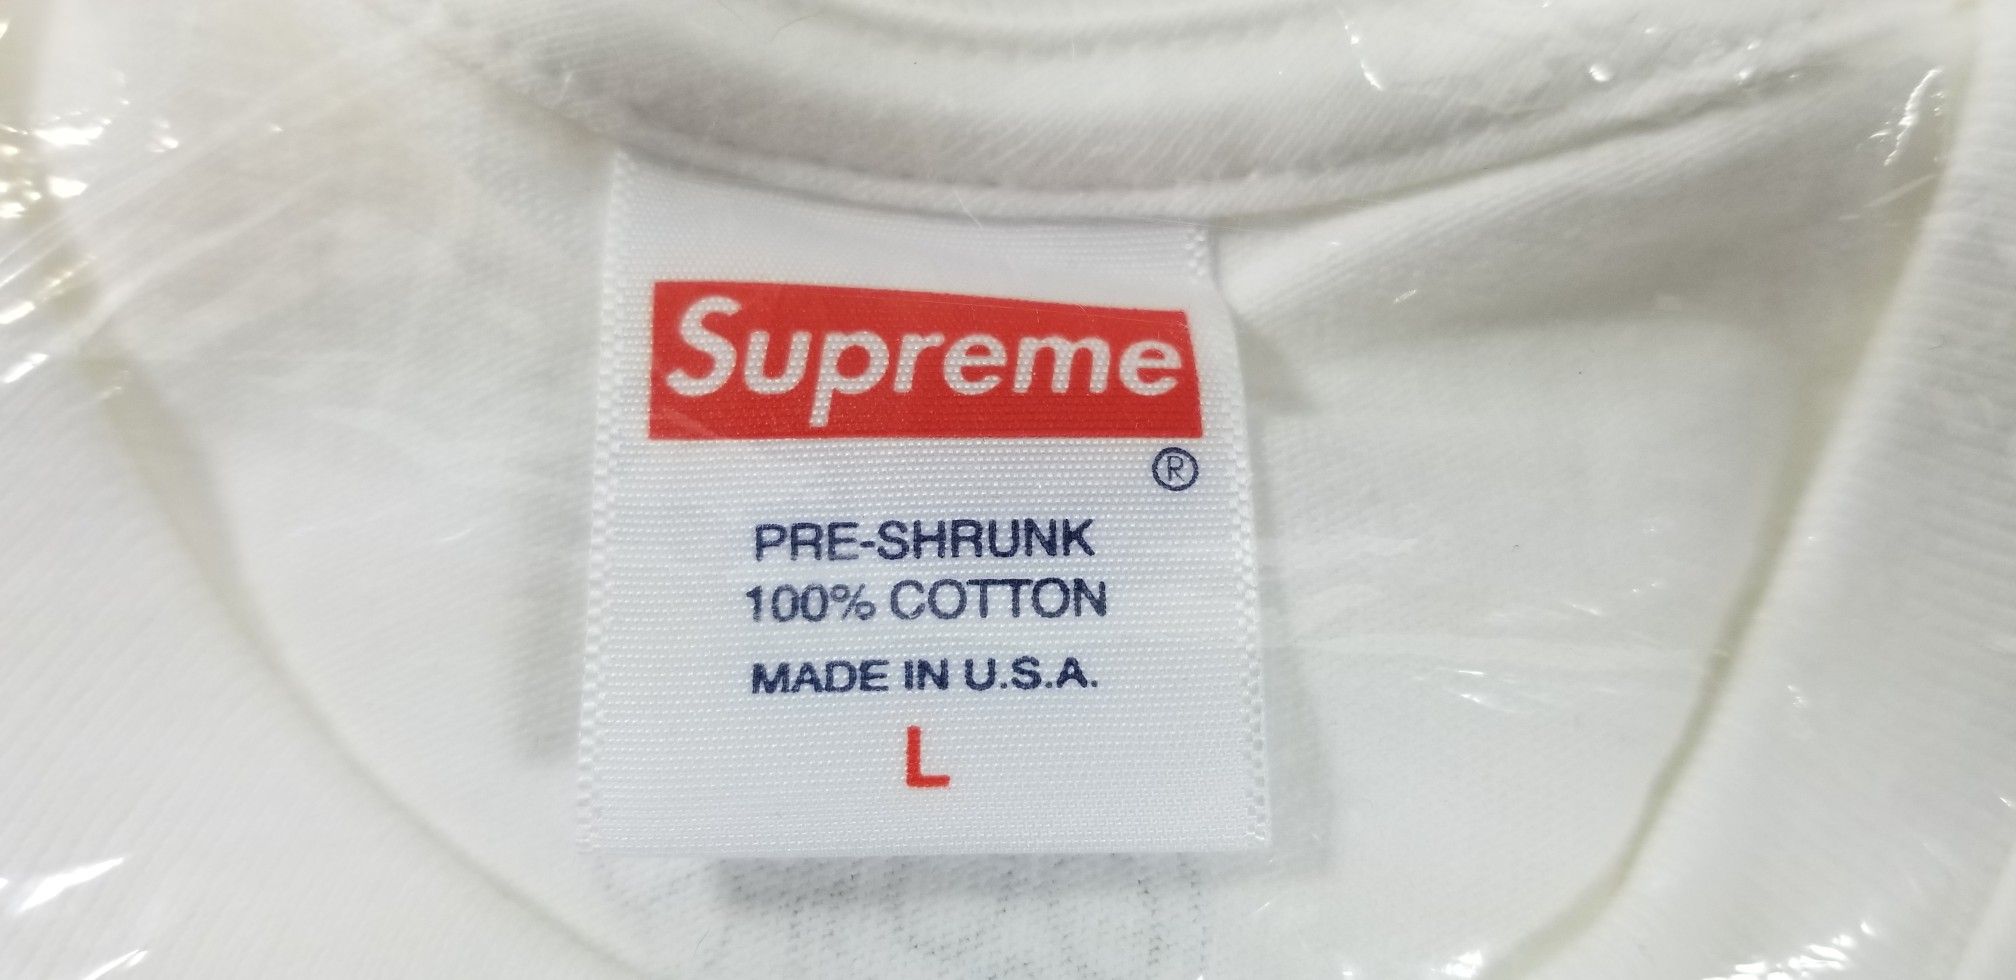 Supreme
®
PRE-SHRUNK
100% COTTON
MADE IN U.S.A.
L